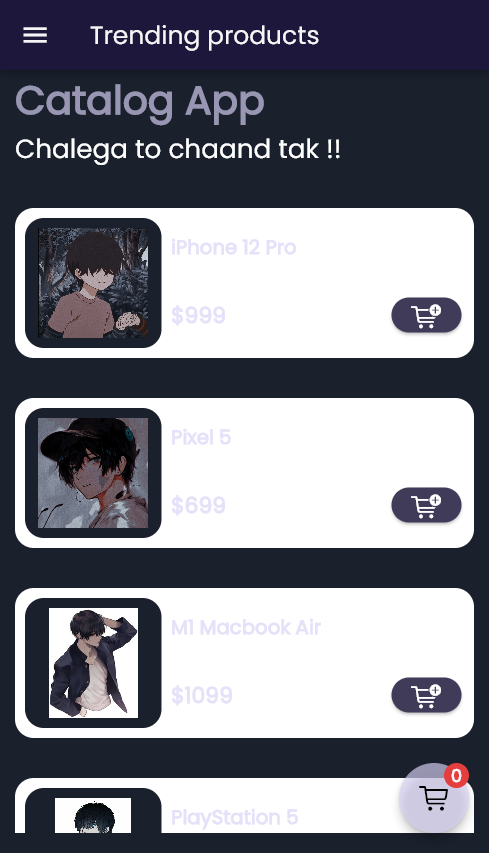 Trending products
Catalog App
Chalega to chaand tak !!
iPhone 12 Pro
$999
Pixel 5
$699
M1 Macbook Air
$1099
0
PlayStation 5